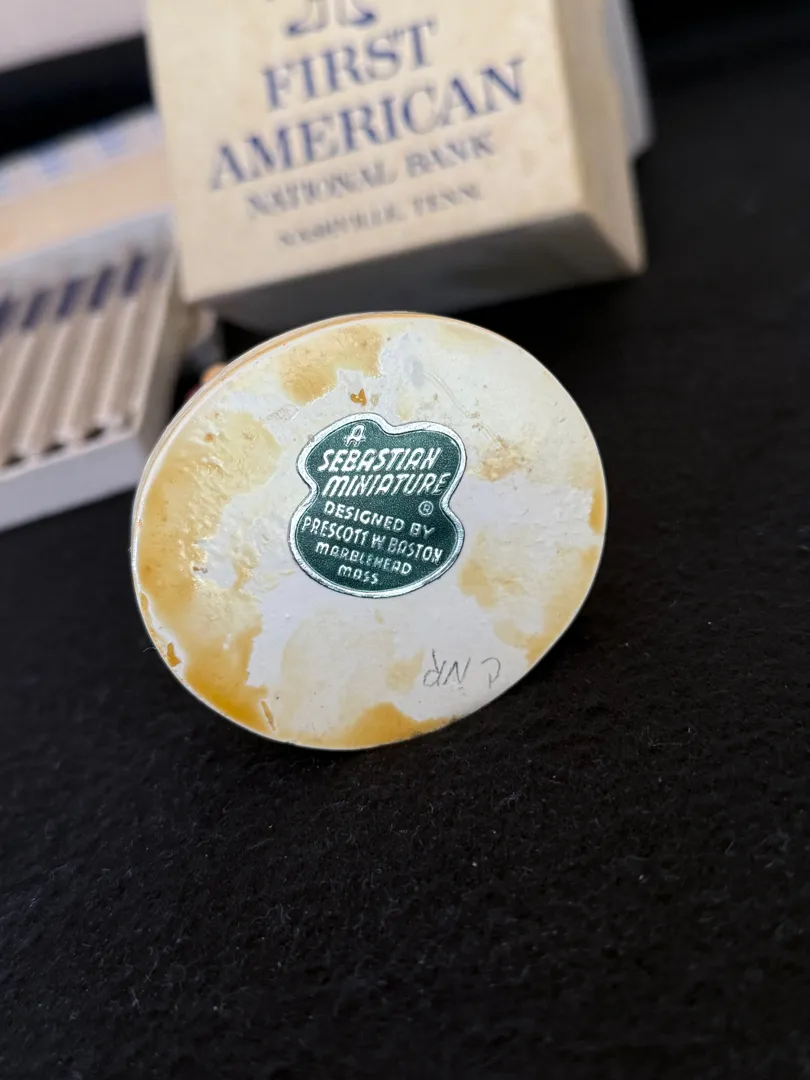 FIRST
AMERICAN
NATIONAL BANK
NASHVILLE, TENN.
A
SEBASTIAN
MINIATURE
®
DESIGNED BY
PRESCOTT W. BASTON
MARBLEHEAD
MASS